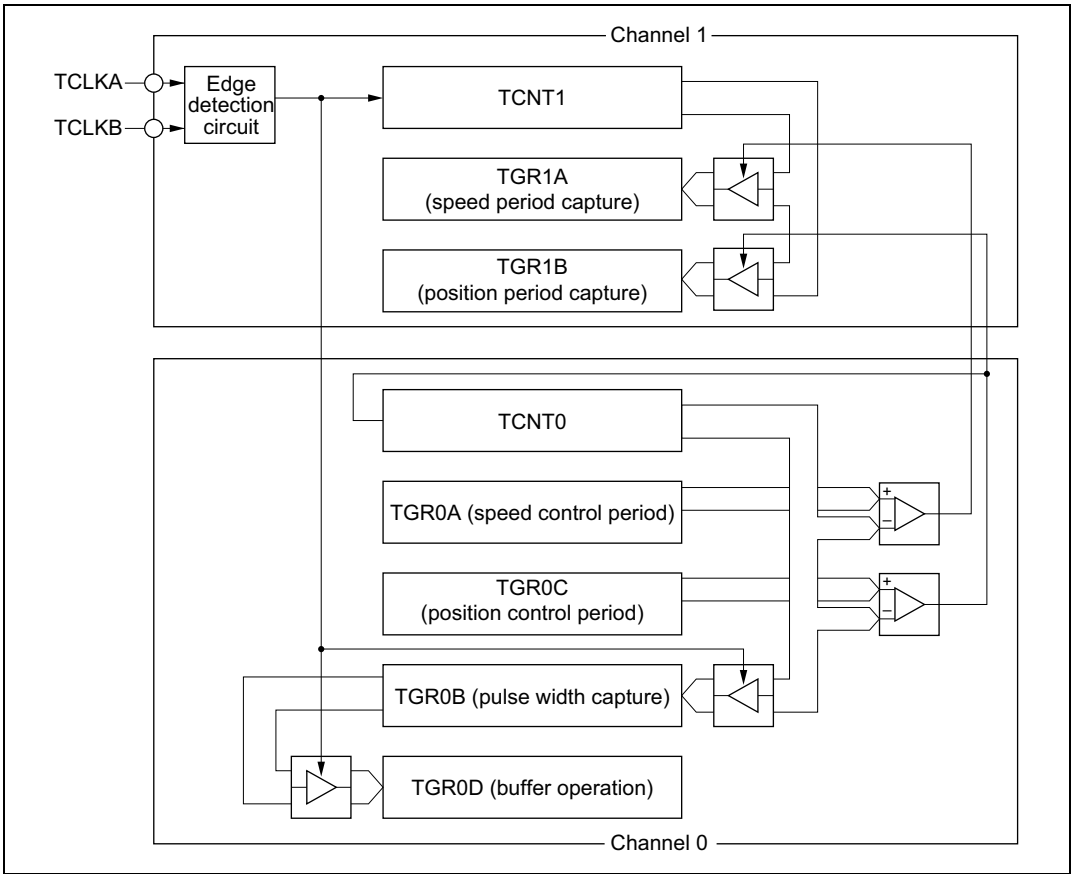 Channel 1
TCLKA
TCLKB
Edge
detection
circuit
TCNT1
TGR1A
(speed period capture)
TGR1B
(position period capture)
TCNT0
TGR0A (speed control period)
+
−
TGR0C
(position control period)
+
−
TGR0B (pulse width capture)
TGR0D (buffer operation)
Channel 0